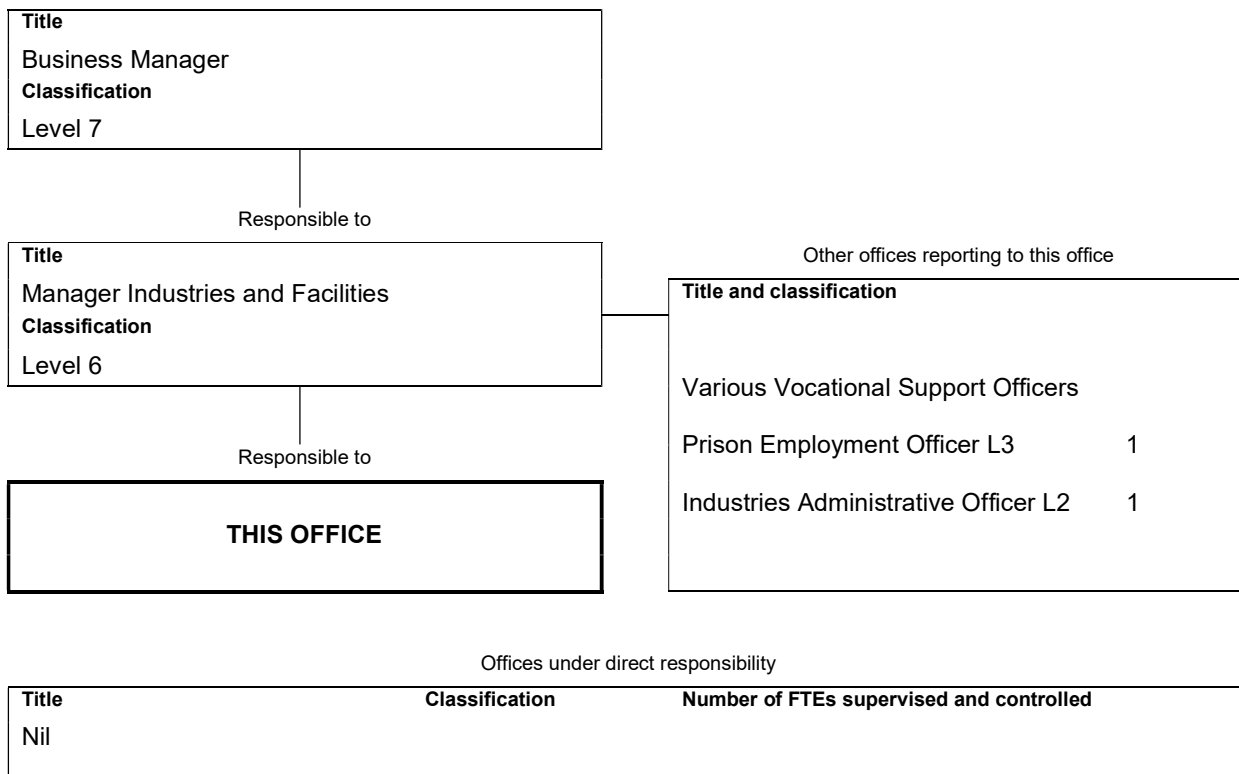 Title
Business Manager
Classification
Level 7
Responsible to
Title
Manager Industries and Facilities
Classification
Level 6
Other offices reporting to this office
Title and classification
Various Vocational Support Officers
Prison Employment Officer L3 1
Industries Administrative Officer L2 1
Responsible to
THIS OFFICE
Offices under direct responsibility
Title Classification Number of FTEs supervised and controlled
Nil